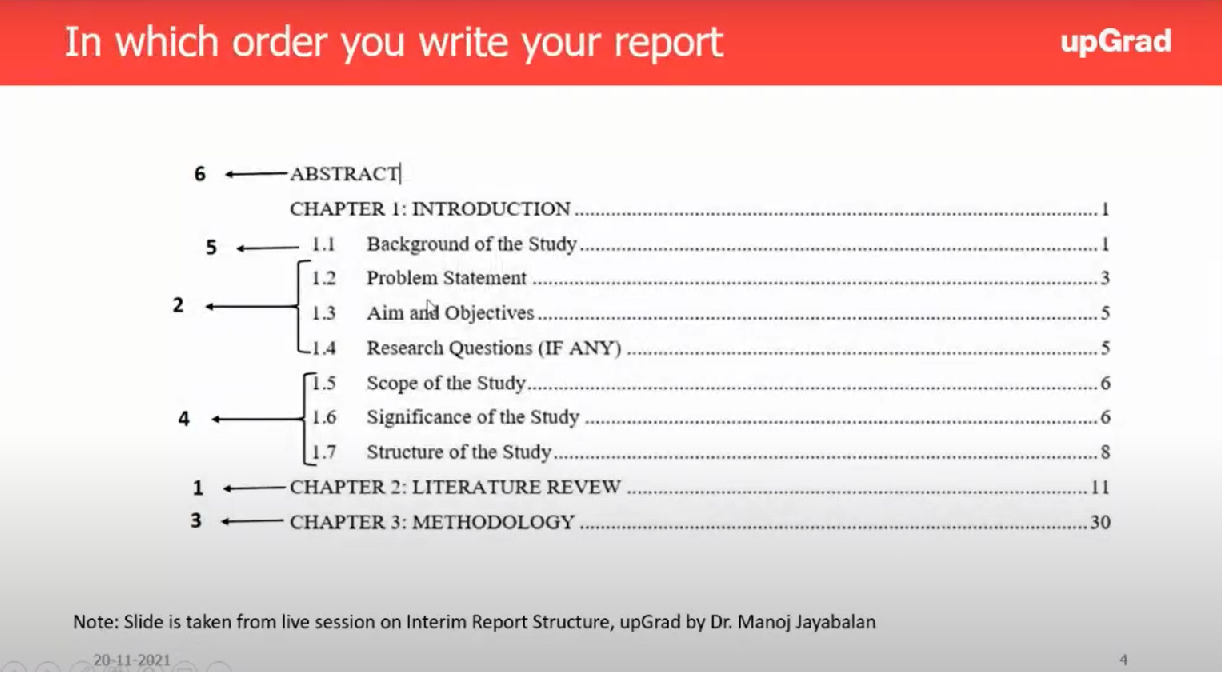 In which order you write your report
upGrad
6 ABSTRACT
CHAPTER 1: INTRODUCTION ........ 1
5 1.1 Background of the Study ........ 1
1.2 Problem Statement ........ 3
2 1.3 Aim and Objectives ........ 5
1.4 Research Questions (IF ANY) ........ 5
1.5 Scope of the Study ........ 6
4 1.6 Significance of the Study ........ 6
1.7 Structure of the Study ........ 8
1 CHAPTER 2: LITERATURE REVEW ........ 11
3 CHAPTER 3: METHODOLOGY ........ 30
Note: Slide is taken from live session on Interim Report Structure, upGrad by Dr. Manoj Jayabalan
20-11-2021 4